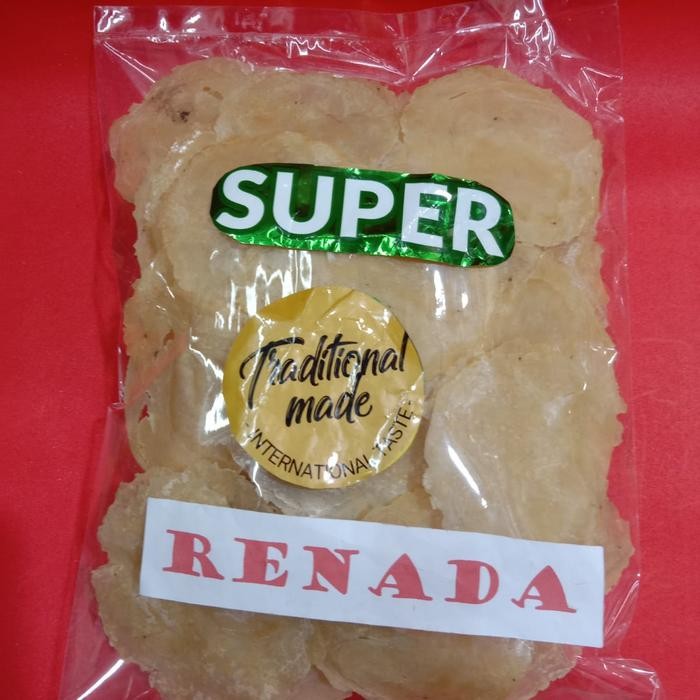 SUPER
Traditional
made
INTERNATIONAL TASTE
RENADA